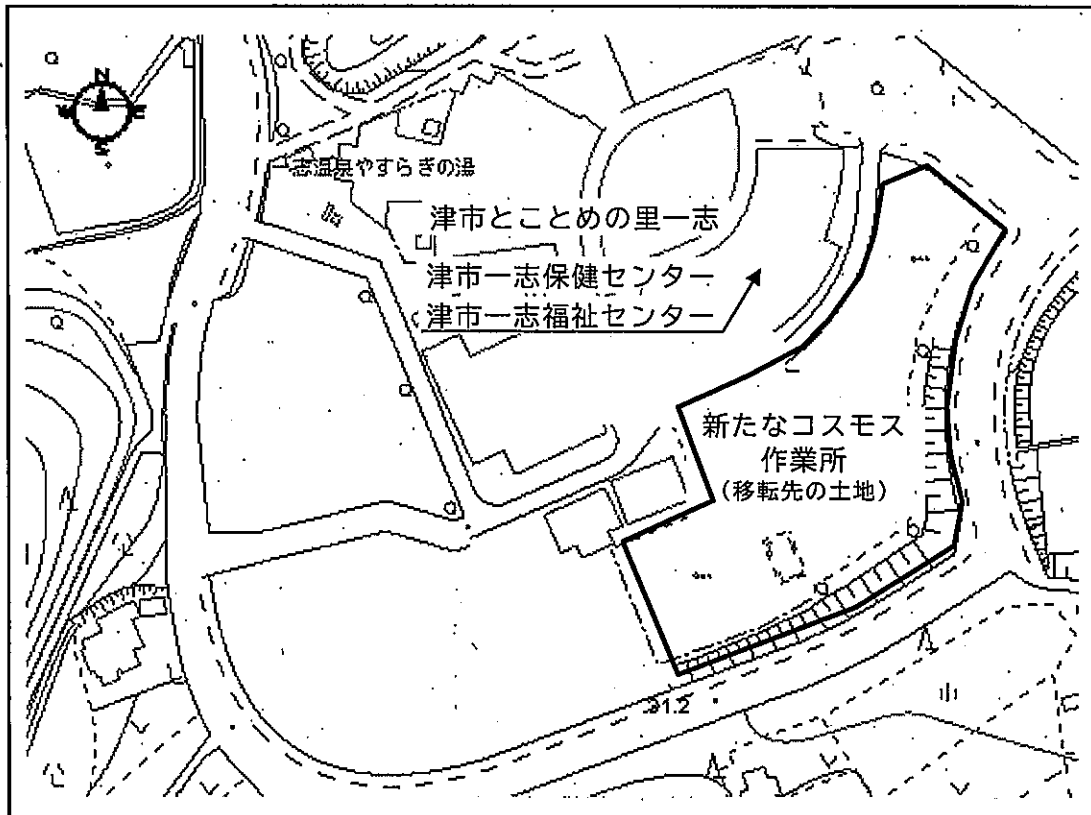 N
一志温泉やすらぎの湯
津市とことめの里一志
津市一志保健センター
津市一志福祉センター
新たなコスモス
作業所
(移転先の土地)
31.2